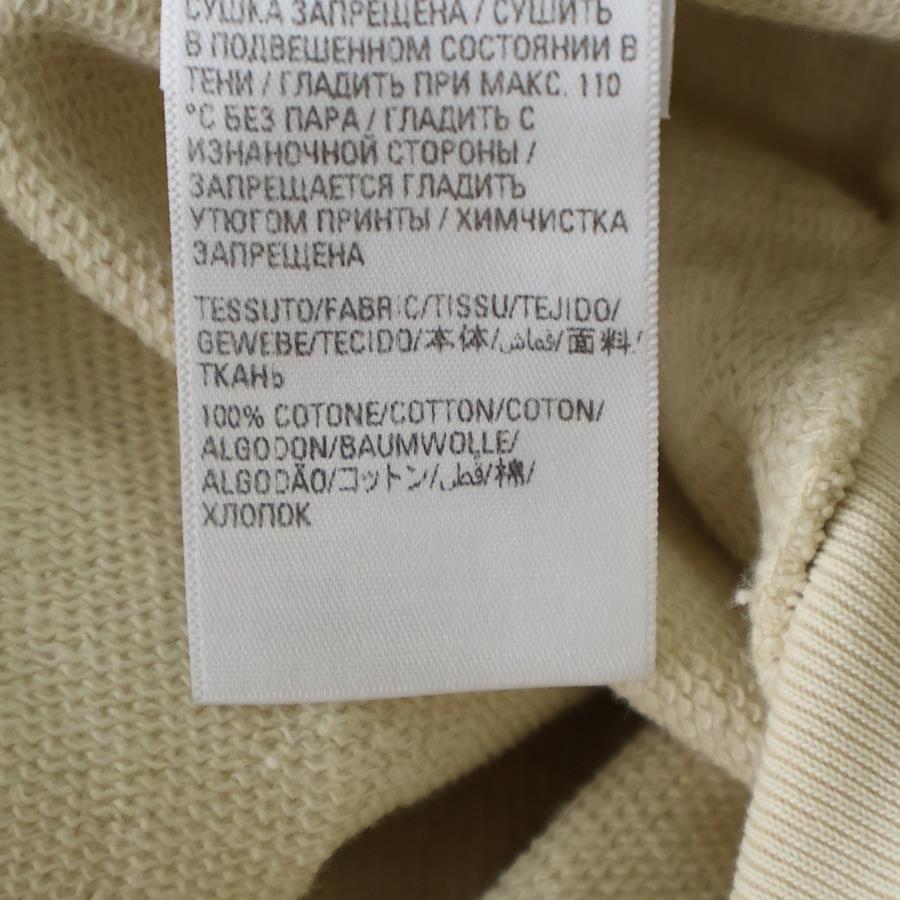 СУШКА ЗАПРЕЩЕНА / СУШИТЬ
В ПОДВЕШЕННОМ СОСТОЯНИИ В
ТЕНИ / ГЛАДИТЬ ПРИ МАКС. 110
°C БЕЗ ПАРА / ГЛАДИТЬ С
ИЗНАНОЧНОЙ СТОРОНЫ /
ЗАПРЕЩАЕТСЯ ГЛАДИТЬ
УТЮГОМ ПРИНТЫ / ХИМЧИСТКА
ЗАПРЕЩЕНА
TESSUTO/FABRIC/TISSU/TEJIDO/
GEWEBE/TECIDO/本体/قماش/面料/
ТКАНЬ
100% COTONE/COTTON/COTON/
ALGODON/BAUMWOLLE/
ALGODÃO/コットン/قطن/棉/
ХЛОПОК